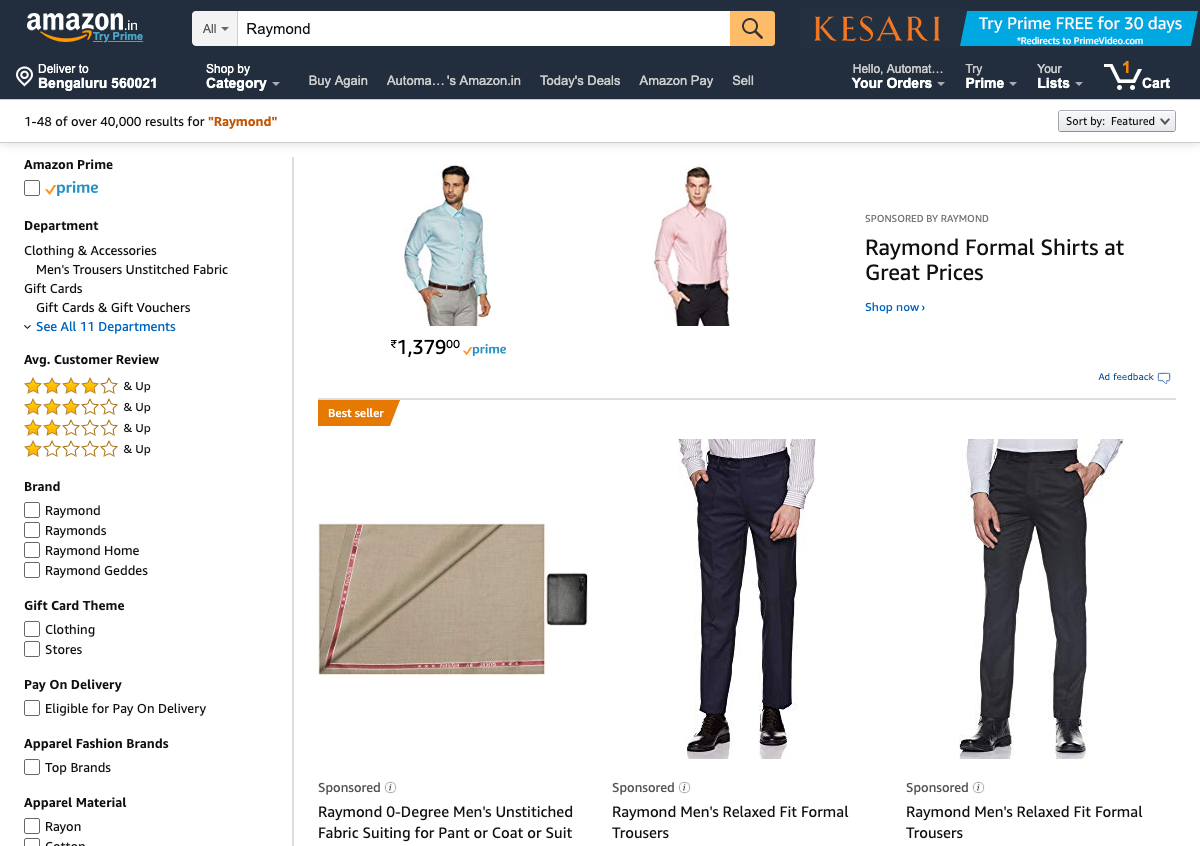 amazon.in
Try Prime
All
Raymond
KESARI
Try Prime FREE for 30 days
*Redirects to PrimeVideo.com
Deliver to
Bengaluru 560021
Shop by
Category
Buy Again
Automa…'s Amazon.in
Today's Deals
Amazon Pay
Sell
Hello, Automat…
Your Orders
Try
Prime
Your
Lists
1
Cart
1-48 of over 40,000 results for "Raymond"
Sort by: Featured
Amazon Prime
prime
Department
Clothing & Accessories
Men's Trousers Unstitched Fabric
Gift Cards
Gift Cards & Gift Vouchers
See All 11 Departments
Avg. Customer Review
& Up
& Up
& Up
& Up
Brand
Raymond
Raymonds
Raymond Home
Raymond Geddes
Gift Card Theme
Clothing
Stores
Pay On Delivery
Eligible for Pay On Delivery
Apparel Fashion Brands
Top Brands
Apparel Material
Rayon
Cotton
₹1,37900 prime
SPONSORED BY RAYMOND
Raymond Formal Shirts at
Great Prices
Shop now ›
Ad feedback
Best seller
Sponsored
Raymond 0-Degree Men's Unstitiched
Fabric Suiting for Pant or Coat or Suit
Sponsored
Raymond Men's Relaxed Fit Formal
Trousers
Sponsored
Raymond Men's Relaxed Fit Formal
Trousers